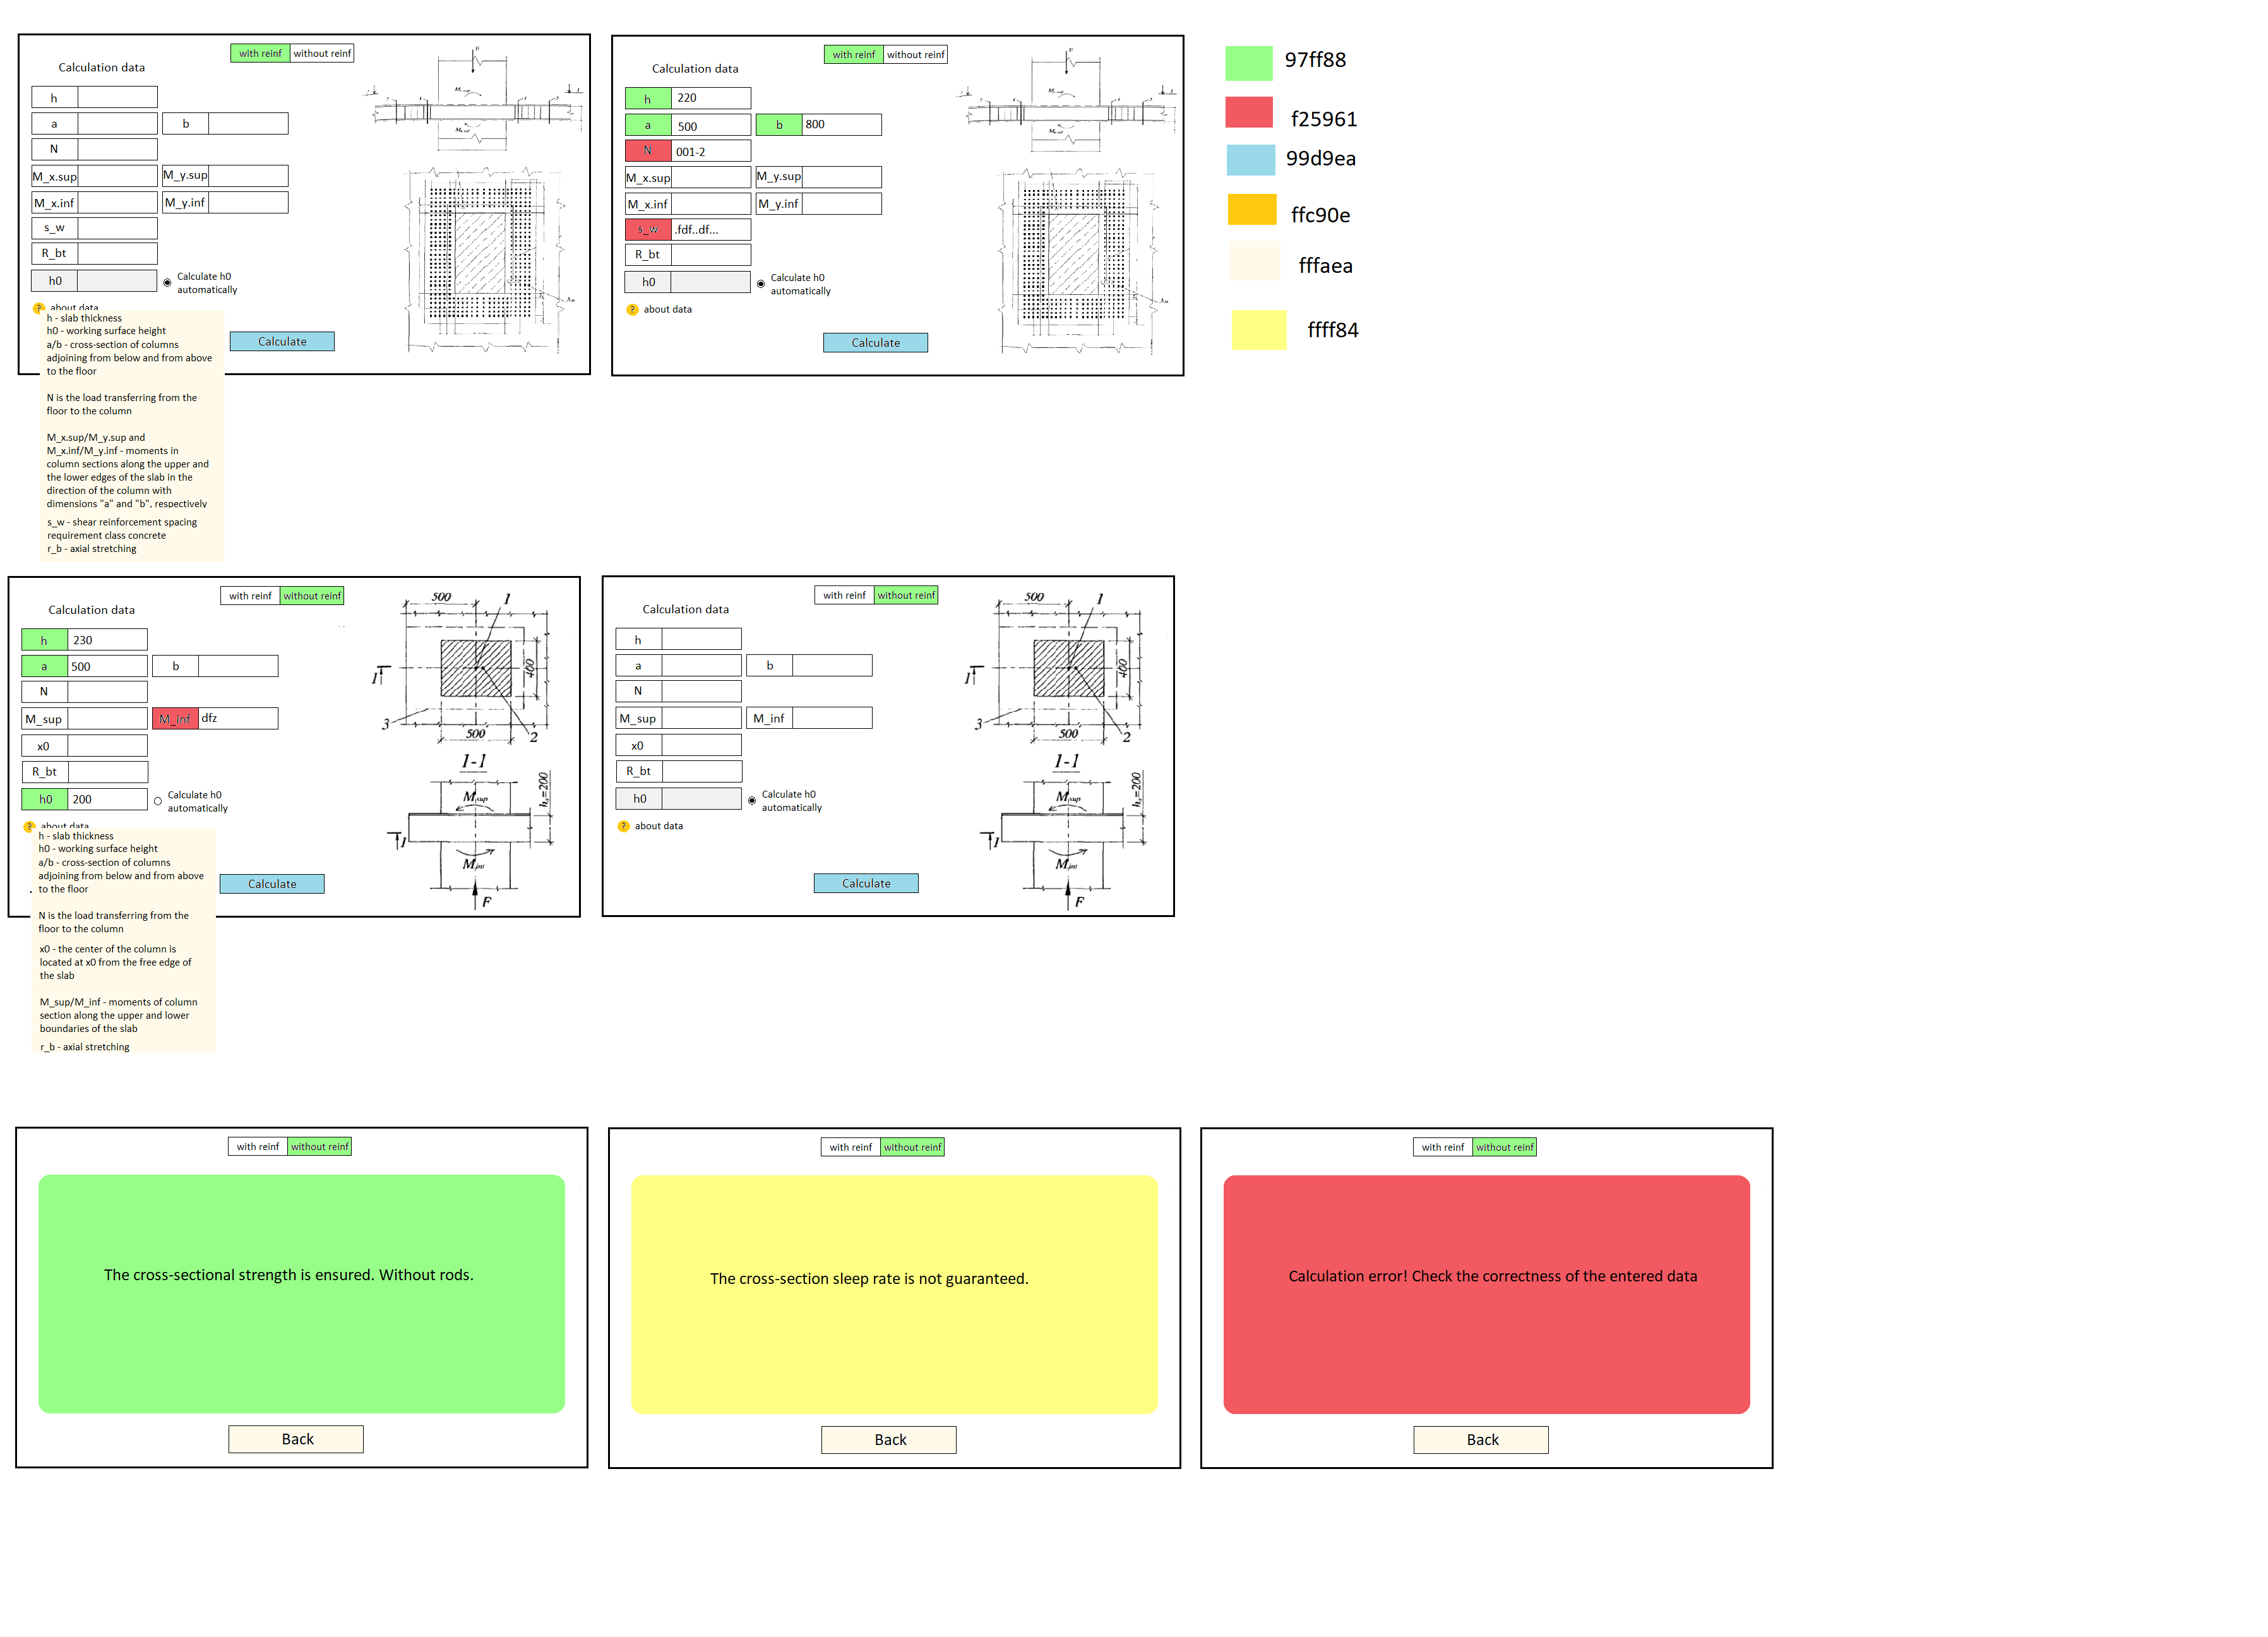 with reinf without reinf
Calculation data
h
a b
N
M_x.sup M_y.sup
M_x.inf M_y.inf
s_w
R_bt
h0
Calculate h0
automatically
? about data
h - slab thickness
h0 - working surface height
a/b - cross-section of columns
adjoining from below and from above
to the floor
N is the load transferring from the
floor to the column
M_x.sup/M_y.sup and
M_x.inf/M_y.inf - moments in
column sections along the upper and
the lower edges of the slab in the
direction of the column with
dimensions "a" and "b", respectively
s_w - shear reinforcement spacing
requirement class concrete
r_b - axial stretching
Calculate
with reinf without reinf
Calculation data
h 220
a 500 b 800
N 001-2
M_x.sup M_y.sup
M_x.inf M_y.inf
s_w .fdf..df...
R_bt
h0
Calculate h0
automatically
? about data
Calculate
97ff88
f25961
99d9ea
ffc90e
fffaea
ffff84
with reinf without reinf
Calculation data
h 230
a 500 b
N
M_sup M_inf dfz
x0
R_bt
h0 200
Calculate h0
automatically
? about data
h - slab thickness
h0 - working surface height
a/b - cross-section of columns
adjoining from below and from above
to the floor
N is the load transferring from the
floor to the column
x0 - the center of the column is
located at x0 from the free edge of
the slab
M_sup/M_inf - moments of column
section along the upper and lower
boundaries of the slab
r_b - axial stretching
Calculate
500 1
400
1
3
500 2
1-1
M sup
h₀=200
1
M inf
F
with reinf without reinf
Calculation data
h
a b
N
M_sup M_inf
x0
R_bt
h0
Calculate h0
automatically
? about data
Calculate
500 1
400
1
3
500 2
1-1
M sup
h₀=200
1
M inf
F
with reinf without reinf
The cross-sectional strength is ensured. Without rods.
Back
with reinf without reinf
The cross-section sleep rate is not guaranteed.
Back
with reinf without reinf
Calculation error! Check the correctness of the entered data
Back